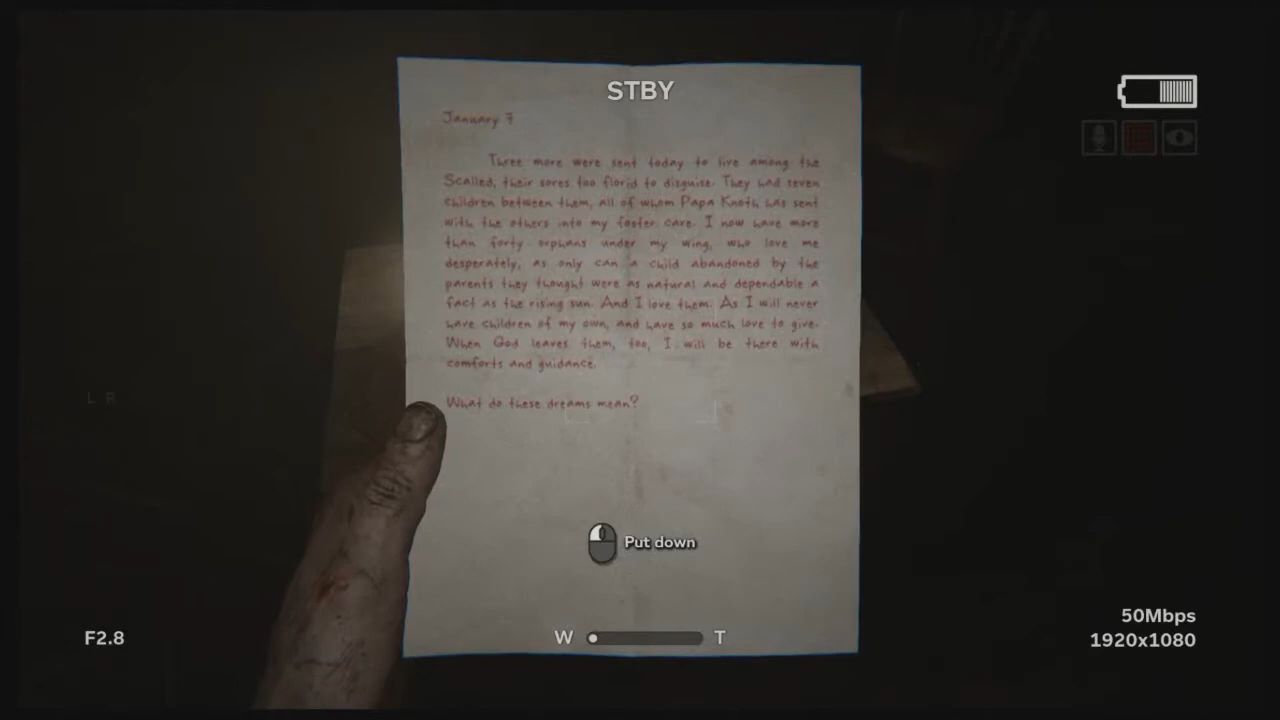 STBY
January 7
Three more were sent today to live among the
Scalled, their sores too florid to disguise. They had seven
children between them, all of whom Papa Knoth has sent
with the others into my foster care. I now have more
than forty orphans under my wing, who love me
desperately, as only can a child abandoned by the
parents they thought were as natural and dependable a
fact as the rising sun. And I love them. As I will never
have children of my own, and have so much love to give.
When God leaves them, too, I will be there with
comforts and guidance.
What do these dreams mean?
L R
Put down
W T
F2.8
50Mbps
1920x1080